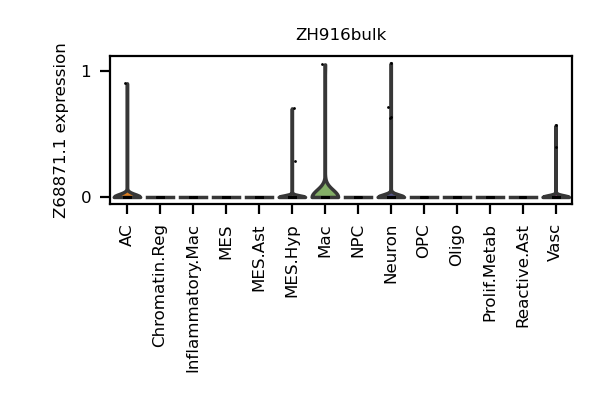 ZH916bulk
Z68871.1 expression
1
0
AC
Chromatin.Reg
Inflammatory.Mac
MES
MES.Ast
MES.Hyp
Mac
NPC
Neuron
OPC
Oligo
Prolif.Metab
Reactive.Ast
Vasc